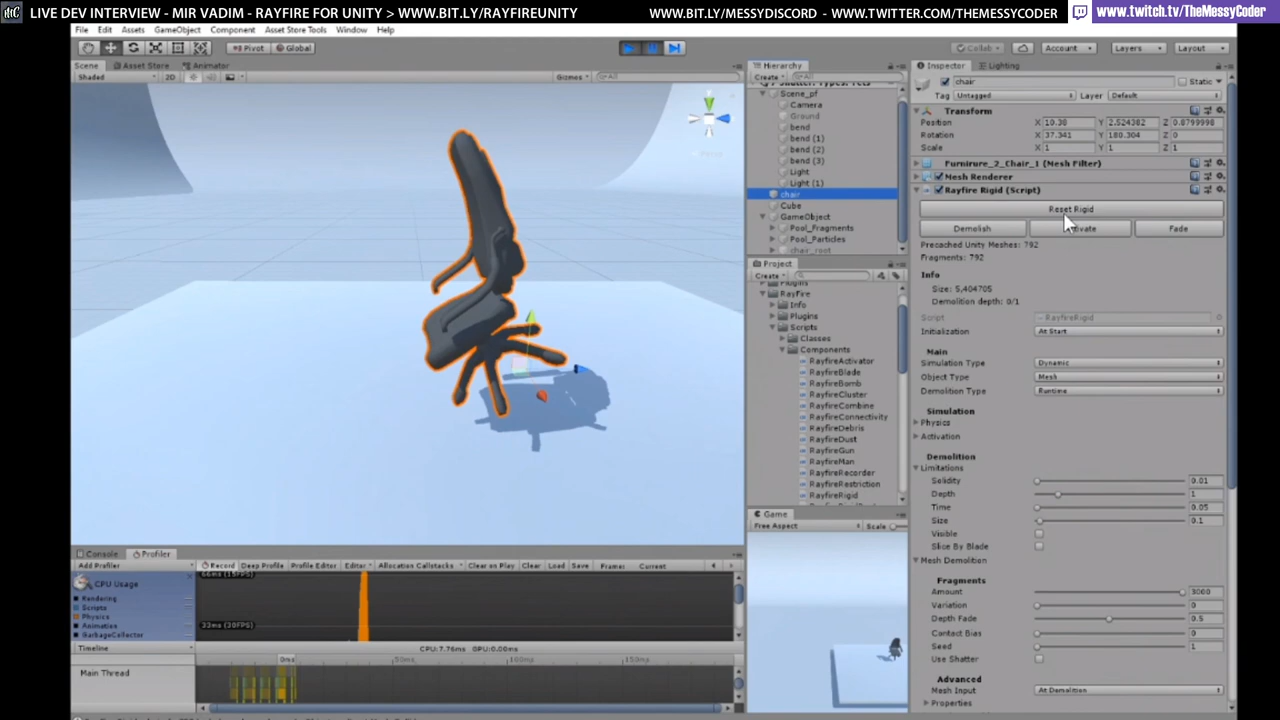 LIVE DEV INTERVIEW - MIR VADIM - RAYFIRE FOR UNITY > WWW.BIT.LY/RAYFIREUNITY
WWW.BIT.LY/MESSYDISCORD - WWW.TWITTER.COM/THEMESSYCODER
www.twitch.tv/TheMessyCoder
File Edit Assets GameObject Component Asset Store Tools Window Help
Pivot Global
Collab Account Layers Layout
Scene Asset Store Animator
Shaded 2D Gizmos All
Hierarchy
Create All
Scene_pf
Camera
Ground
bend
bend (1)
bend (2)
bend (3)
Light
Light (1)
chair
Cube
GameObject
Pool_Fragments
Pool_Particles
chair_root
Project
Create
Plugins
RayFire
Info
Plugins
Scripts
Classes
Components
RayfireActivator
RayfireBlade
RayfireBomb
RayfireCluster
RayfireCombine
RayfireConnectivity
RayfireDebris
RayfireDust
RayfireGun
RayfireMan
RayfireRecorder
RayfireRestriction
RayfireRigid
Game
Free Aspect Scale
Inspector Lighting
chair Static
Tag Untagged Layer Default
Transform
Position X 10.38 Y 2.524382 Z 0.8799998
Rotation X 37.341 Y 180.304 Z 0
Scale X 1 Y 1 Z 1
Furnirure_2_Chair_1 (Mesh Filter)
Mesh Renderer
Rayfire Rigid (Script)
Reset Rigid
Demolish Fade
Precached Unity Meshes: 792
Fragments: 792
Info
Size: 5,404705
Demolition depth: 0/1
Script RayfireRigid
Initialization At Start
Main
Simulation Type Dynamic
Object Type Mesh
Demolition Type Runtime
Simulation
Physics
Activation
Demolition
Limitations
Solidity 0.01
Depth 1
Time 0.05
Size 0.1
Visible
Slice By Blade
Mesh Demolition
Fragments
Amount 3000
Variation 0
Depth Fade 0.5
Contact Bias 0
Seed 1
Use Shatter
Advanced
Mesh Input At Demolition
Properties
Console Profiler
Add Profiler Record Deep Profile Profile Editor Editor Allocation Callstacks Clear on Play Clear Load Save Frame: Current
CPU Usage
Rendering
Scripts
Physics
Animation
GarbageCollector
66ms (15FPS)
33ms (30FPS)
Timeline CPU:7.76ms GPU:0.00ms
0ms 50ms 100ms 150ms
Main Thread